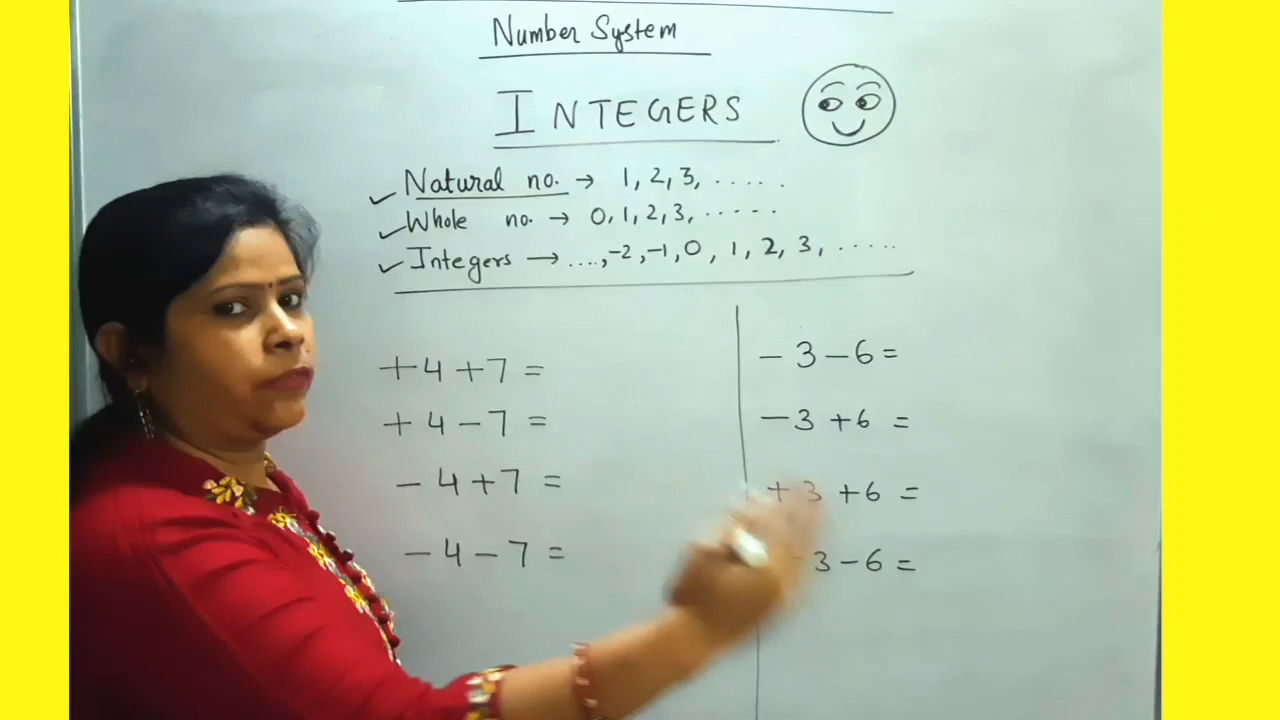 Number System
INTEGERS
✓ Natural no. → 1, 2, 3, .....
✓ Whole no. → 0, 1, 2, 3, .....
✓ Integers → ...., -2, -1, 0, 1, 2, 3, .....
+4+7=
+4-7=
-4+7=
-4-7=
-3-6=
-3+6=
+3+6=
3-6=